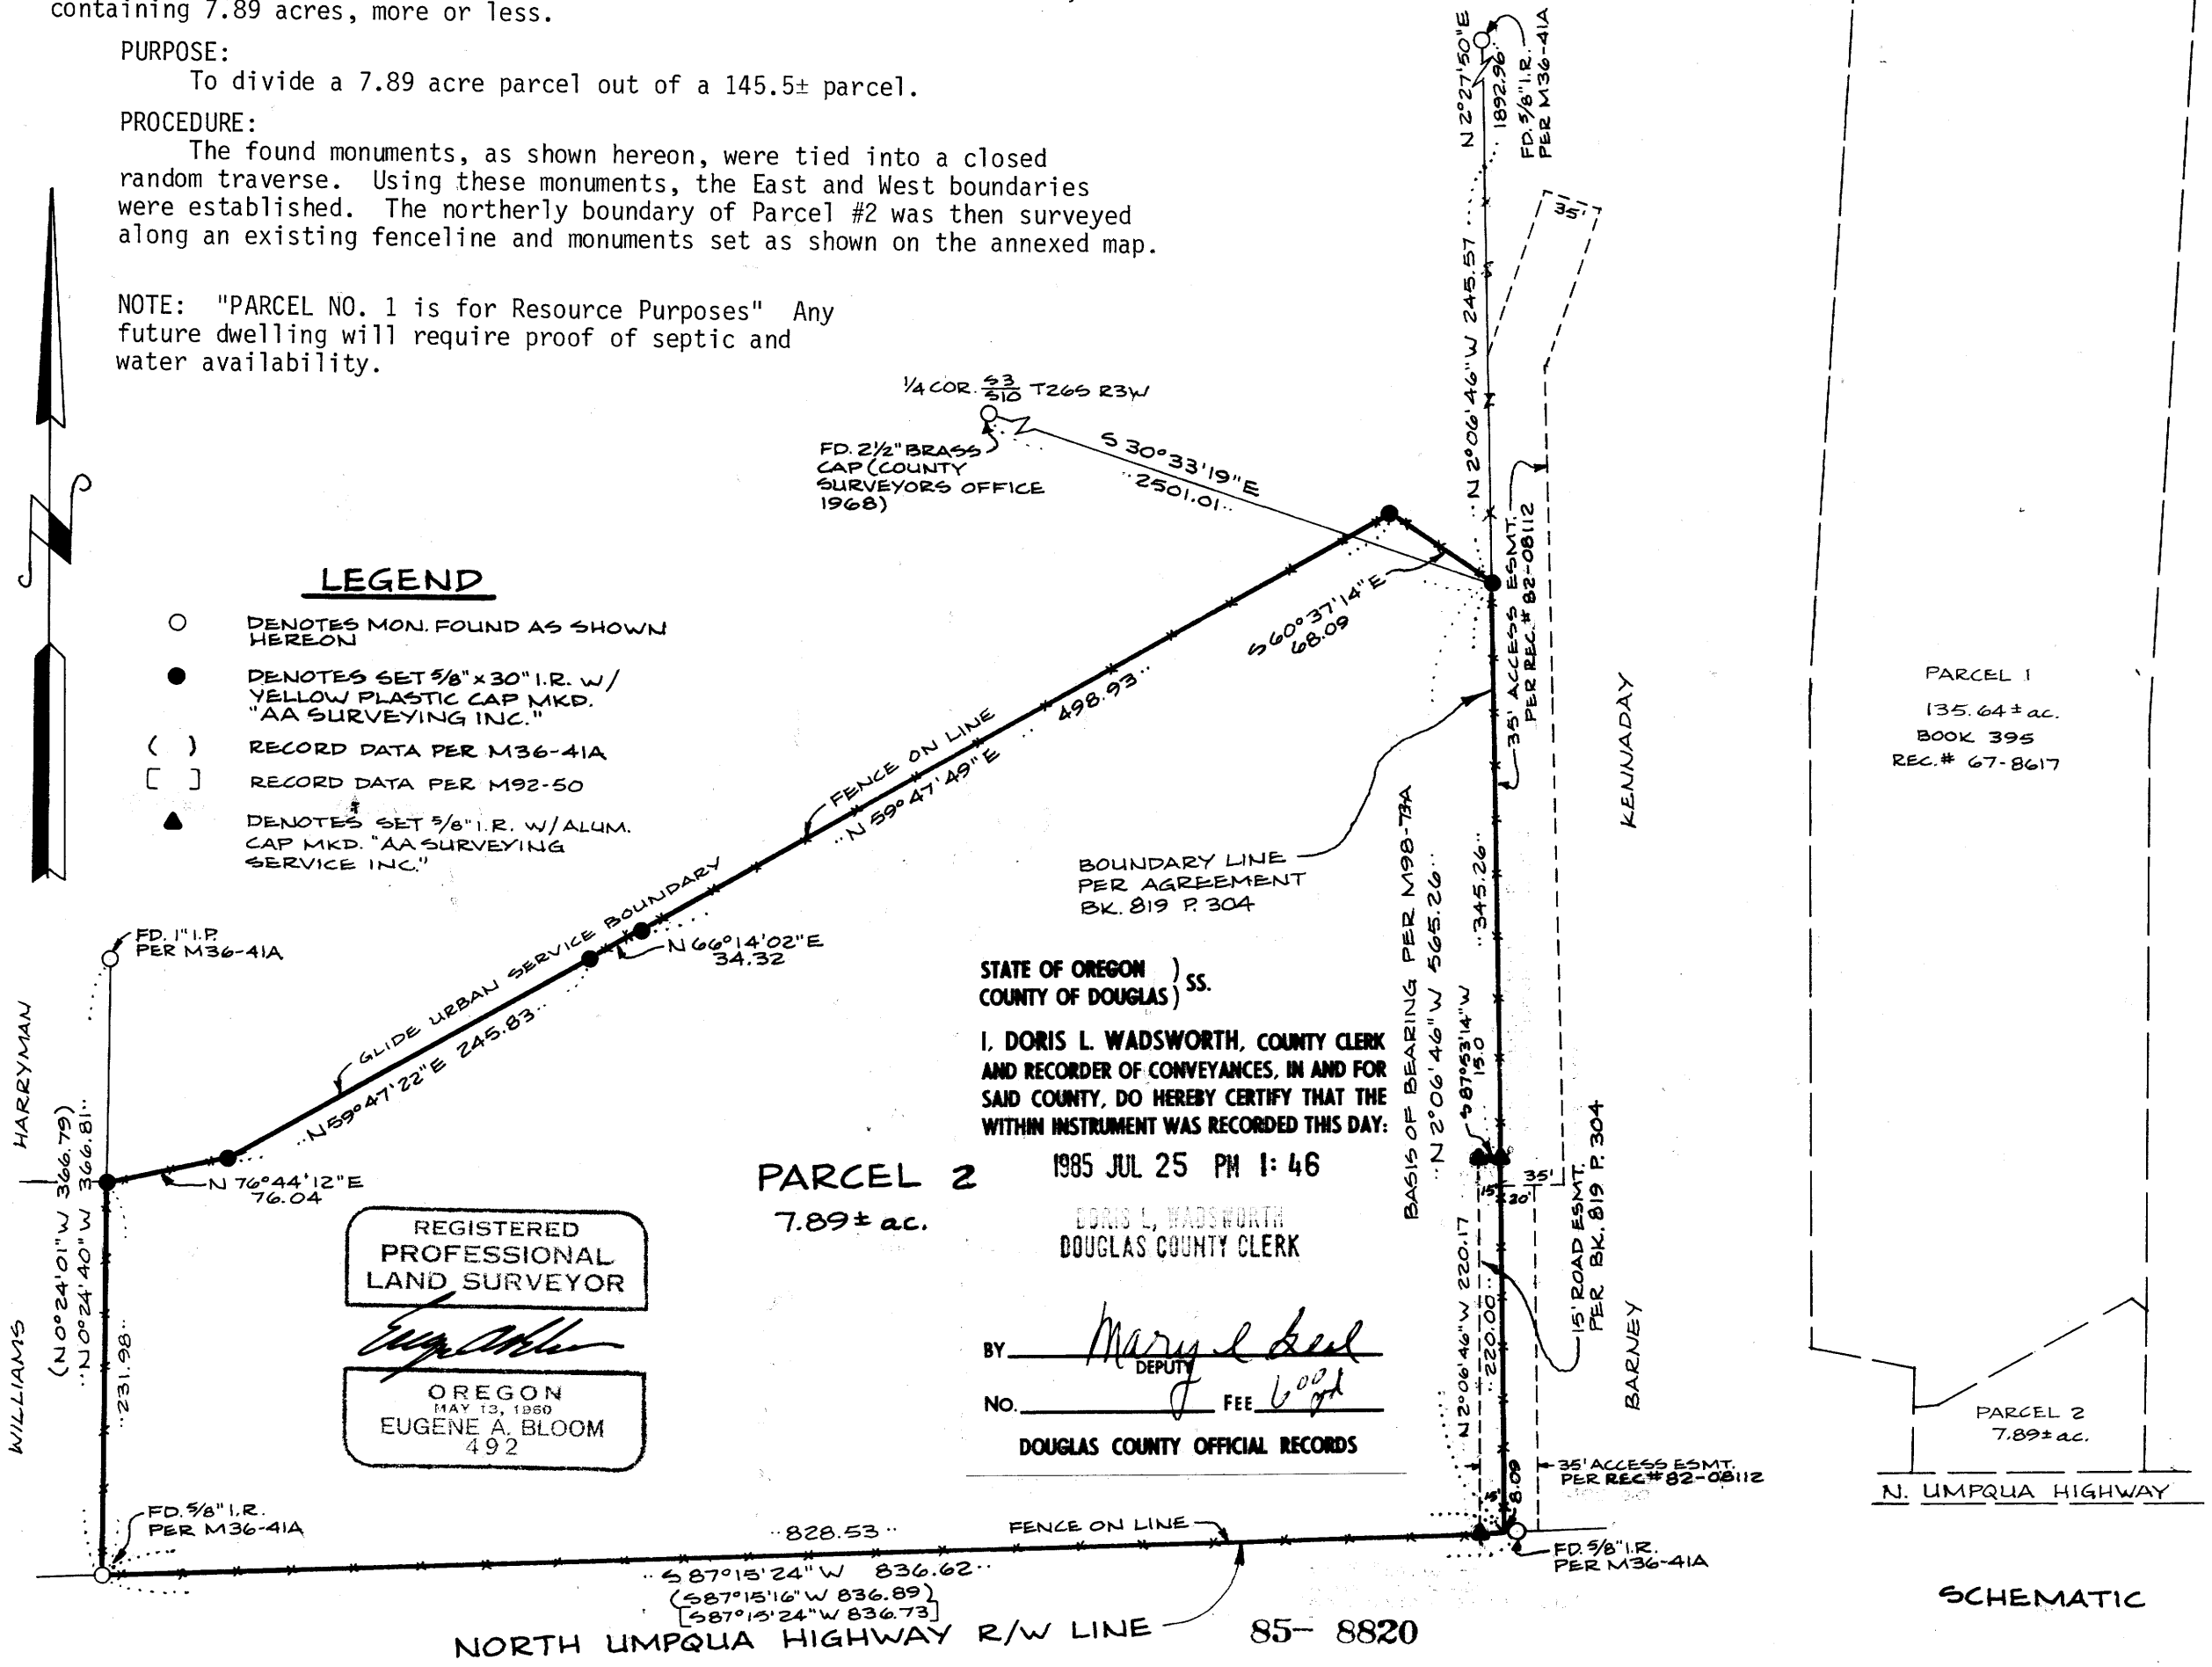 containing 7.89 acres, more or less.
PURPOSE:
To divide a 7.89 acre parcel out of a 145.5± parcel.
PROCEDURE:
The found monuments, as shown hereon, were tied into a closed
random traverse. Using these monuments, the East and West boundaries
were established. The northerly boundary of Parcel #2 was then surveyed
along an existing fenceline and monuments set as shown on the annexed map.
NOTE: "PARCEL NO. 1 is for Resource Purposes" Any
future dwelling will require proof of septic and
water availability.
N
LEGEND
DENOTES MON. FOUND AS SHOWN
HEREON
DENOTES SET 5/8" x 30" I.R. W/
YELLOW PLASTIC CAP MKD.
"AA SURVEYING INC."
( ) RECORD DATA PER M36-41A
[ ] RECORD DATA PER M92-50
DENOTES SET 5/8" I.R. W/ALUM.
CAP MKD. "AA SURVEYING
SERVICE INC."
1/4 COR. S3/S10 T26S R3W
FD. 2 1/2" BRASS
CAP (COUNTY
SURVEYORS OFFICE
1968)
S 30°33'19"E
2501.01
S 60°37'14"E
68.09
N 2°27'50"E
1892.96
FD. 5/8" I.R.
PER M36-41A
35'
N 2°06'46"W 245.57
35' ACCESS ESMT.
PER REC.# 82-08112
FENCE ON LINE
N 59°47'49"E
498.93
GLIDE URBAN SERVICE BOUNDARY
N 66°14'02"E
34.32
N 59°47'22"E 245.83
N 76°44'12"E
76.04
FD. 1" I.P.
PER M36-41A
HARRYMAN
WILLIAMS
(N 0°24'01"W 366.79)
N 0°24'40"W 366.81
231.98
FD. 5/8" I.R.
PER M36-41A
REGISTERED
PROFESSIONAL
LAND SURVEYOR
OREGON
MAY 13, 1960
EUGENE A. BLOOM
492
PARCEL 2
7.89± ac.
BOUNDARY LINE
PER AGREEMENT
BK. 819 P. 304
STATE OF OREGON ) SS.
COUNTY OF DOUGLAS )
I, DORIS L. WADSWORTH, COUNTY CLERK
AND RECORDER OF CONVEYANCES, IN AND FOR
SAID COUNTY, DO HEREBY CERTIFY THAT THE
WITHIN INSTRUMENT WAS RECORDED THIS DAY:
1985 JUL 25 PM 1:46
DORIS L. WADSWORTH
DOUGLAS COUNTY CLERK
BY Mary
DEPUTY
NO. FEE 6.00
DOUGLAS COUNTY OFFICIAL RECORDS
BASIS OF BEARING PER M98-73A
N 2°06'46"W 565.26
345.26
S 87°53'14"W
15.0
35'
15'
20'
N 2°06'46"W 220.17
220.00
15' ROAD ESMT.
PER BK. 819 P. 304
KENNADAY
BARNEY
15'
8.09
35' ACCESS ESMT.
PER REC# 82-08112
FD. 5/8" I.R.
PER M36-41A
828.53
FENCE ON LINE
S 87°15'24"W 836.62
(S87°15'16"W 836.89)
[S87°15'24"W 836.73]
NORTH UMPQUA HIGHWAY R/W LINE
85- 8820
PARCEL 1
135.64± ac.
BOOK 395
REC.# 67-8617
PARCEL 2
7.89± ac.
N. UMPQUA HIGHWAY
SCHEMATIC